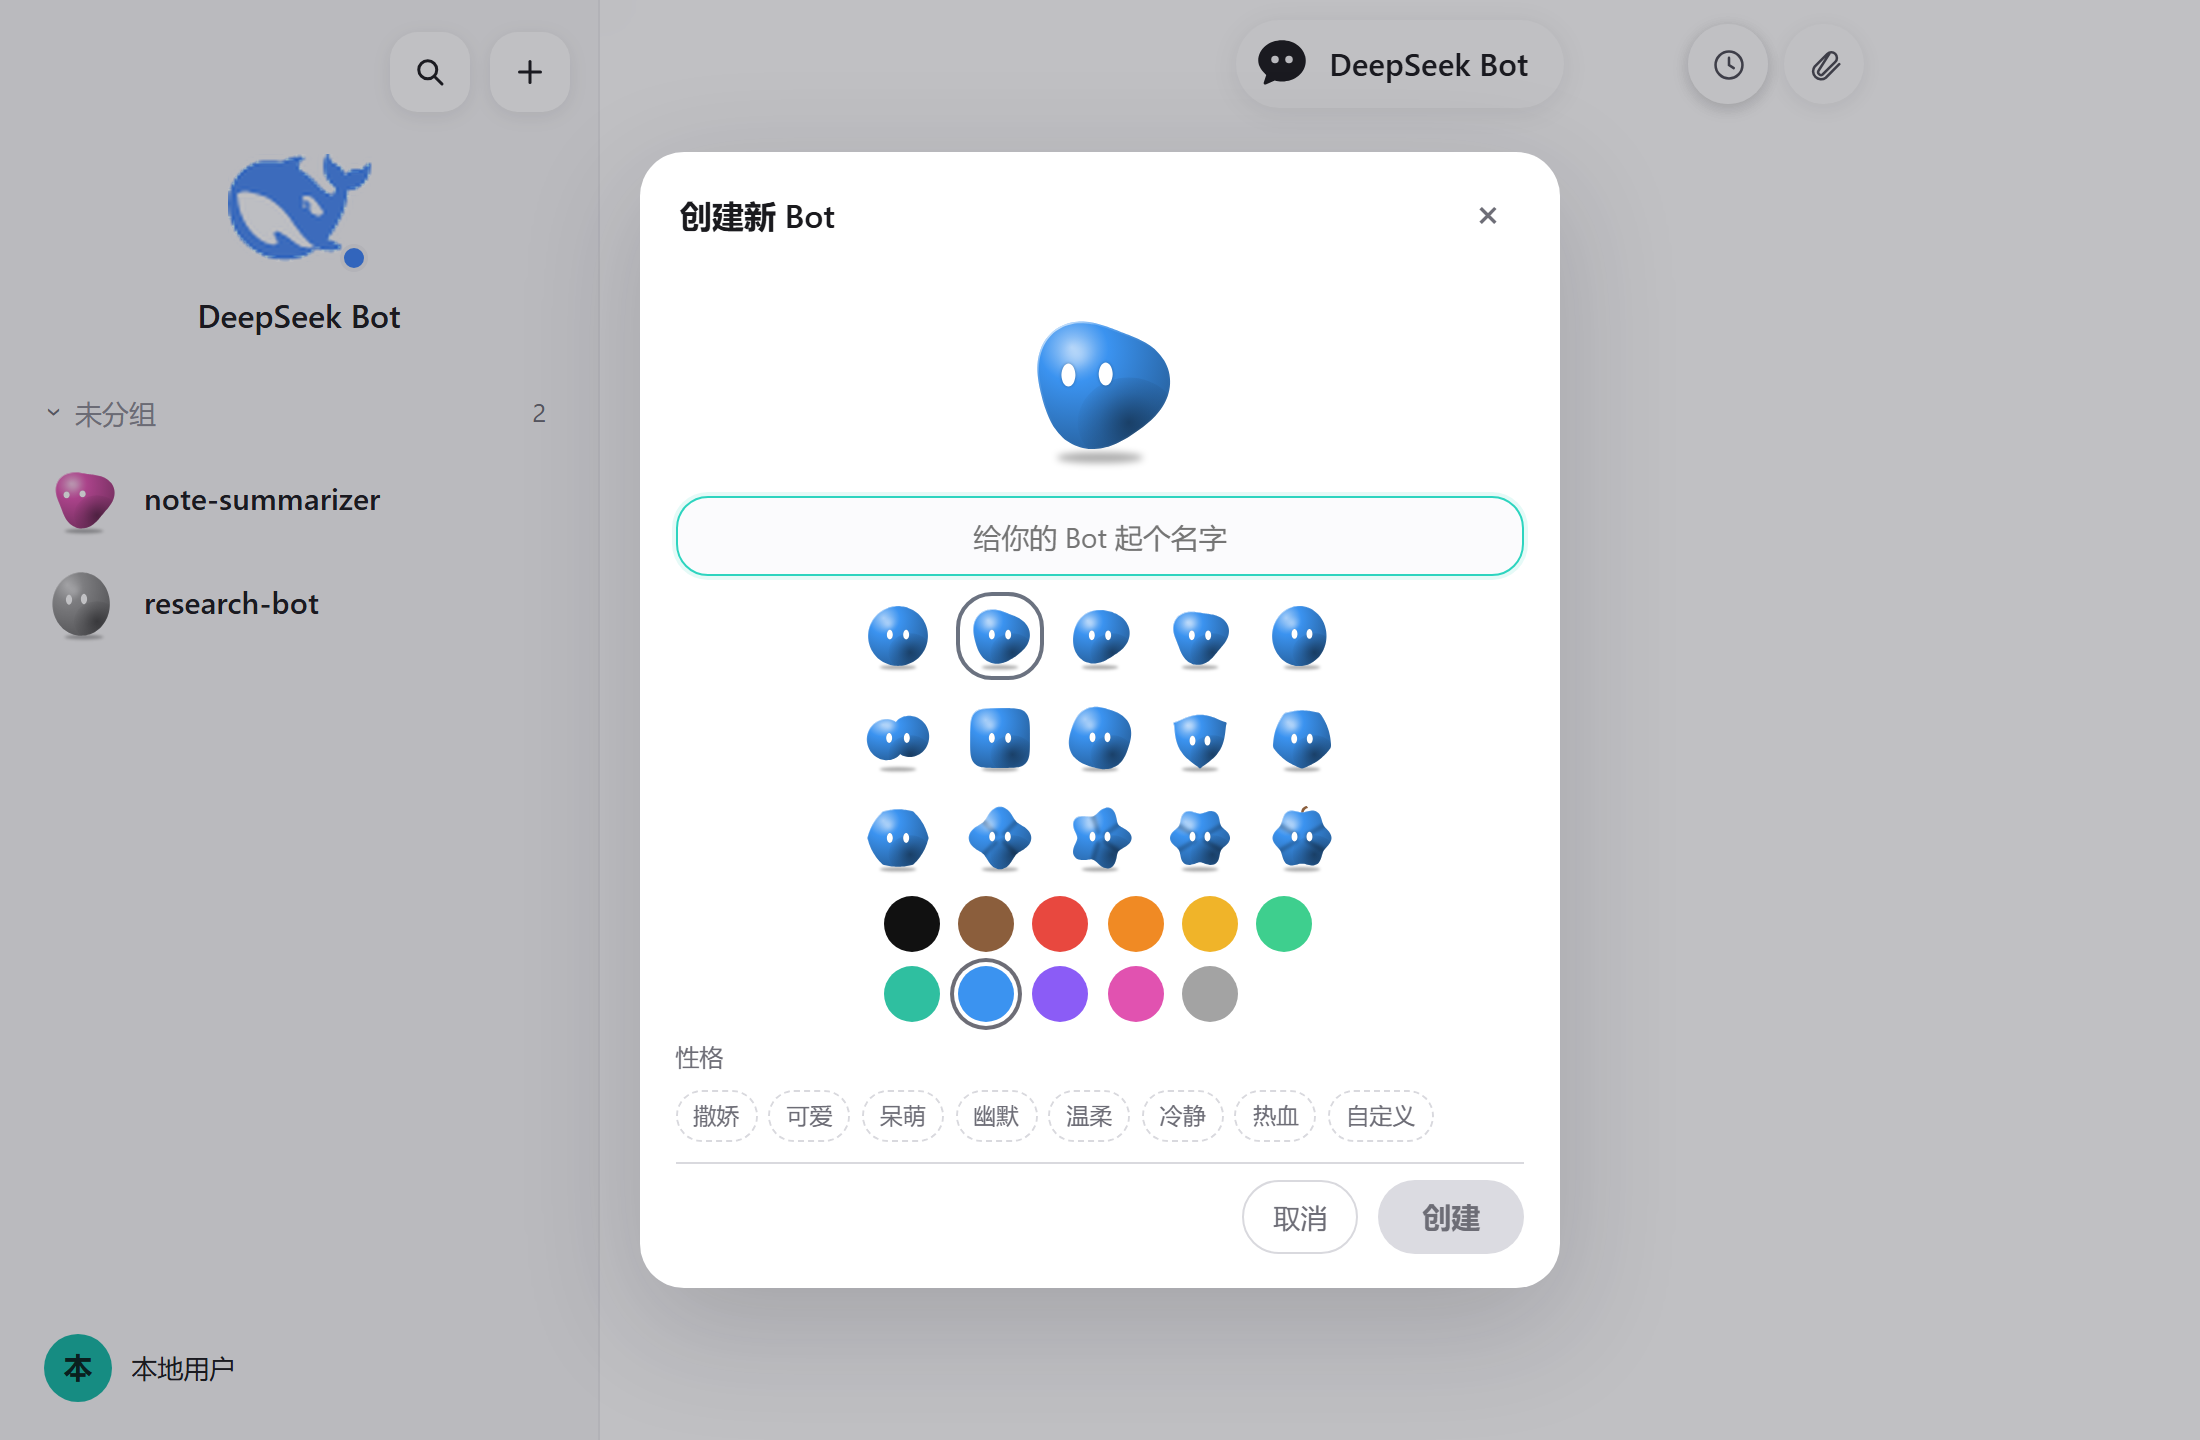 DeepSeek Bot
DeepSeek Bot
未分组 2
note-summarizer
research-bot
本 本地用户
创建新 Bot
给你的 Bot 起个名字
性格
撒娇 可爱 呆萌 幽默 温柔 冷静 热血 自定义
取消 创建